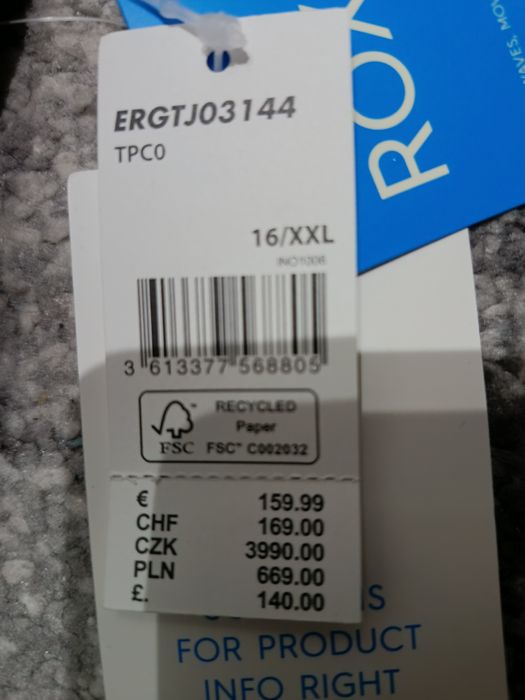 ERGTJ03144
TPC0
16/XXL
3 613377 568805
RECYCLED
Paper
FSC™ C002032
FSC
€ 159.99
CHF 169.00
CZK 3990.00
PLN 669.00
£. 140.00
ROX
FOR PRODUCT
INFO RIGHT